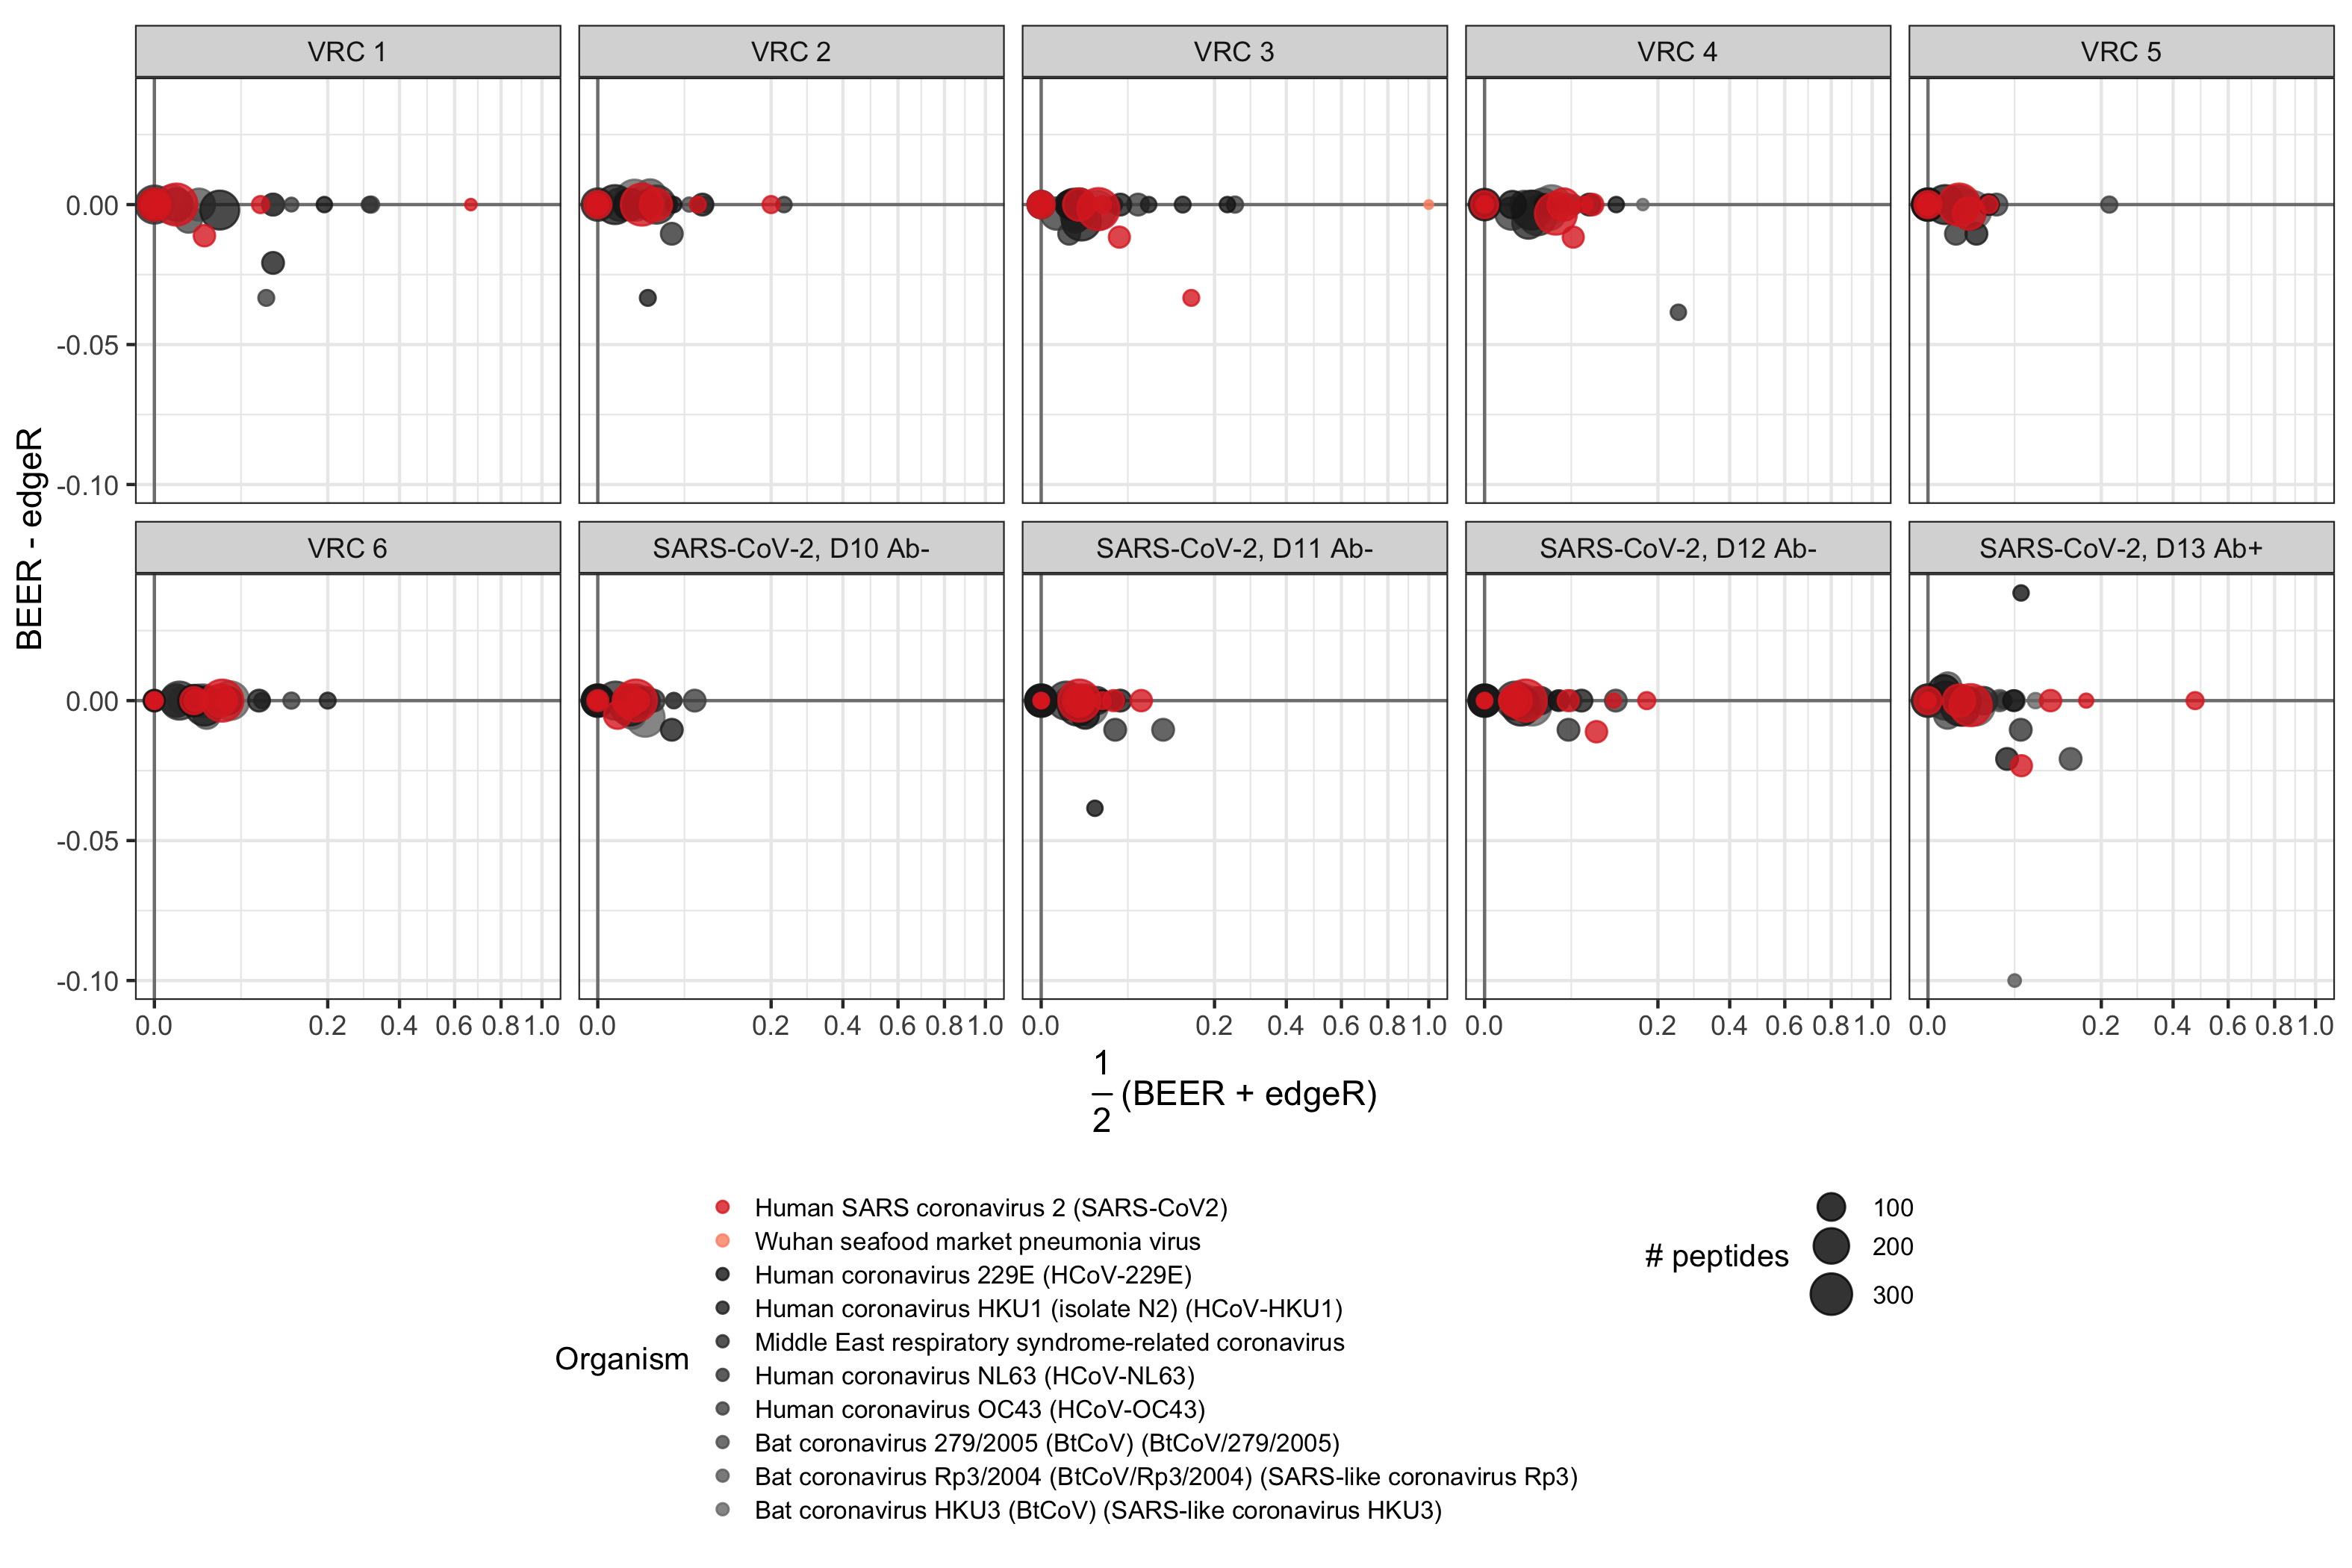 VRC 1 VRC 2 VRC 3 VRC 4 VRC 5
0.00
-0.05
-0.10
BEER - edgeR
VRC 6 SARS-CoV-2, D10 Ab- SARS-CoV-2, D11 Ab- SARS-CoV-2, D12 Ab- SARS-CoV-2, D13 Ab+
0.00
-0.05
-0.10
0.0 0.2 0.4 0.6 0.8 1.0 0.0 0.2 0.4 0.6 0.8 1.0 0.0 0.2 0.4 0.6 0.8 1.0 0.0 0.2 0.4 0.6 0.8 1.0 0.0 0.2 0.4 0.6 0.8 1.0
1
2 (BEER + edgeR)
Organism
Human SARS coronavirus 2 (SARS-CoV2)
Wuhan seafood market pneumonia virus
Human coronavirus 229E (HCoV-229E)
Human coronavirus HKU1 (isolate N2) (HCoV-HKU1)
Middle East respiratory syndrome-related coronavirus
Human coronavirus NL63 (HCoV-NL63)
Human coronavirus OC43 (HCoV-OC43)
Bat coronavirus 279/2005 (BtCoV) (BtCoV/279/2005)
Bat coronavirus Rp3/2004 (BtCoV/Rp3/2004) (SARS-like coronavirus Rp3)
Bat coronavirus HKU3 (BtCoV) (SARS-like coronavirus HKU3)
# peptides
100
200
300